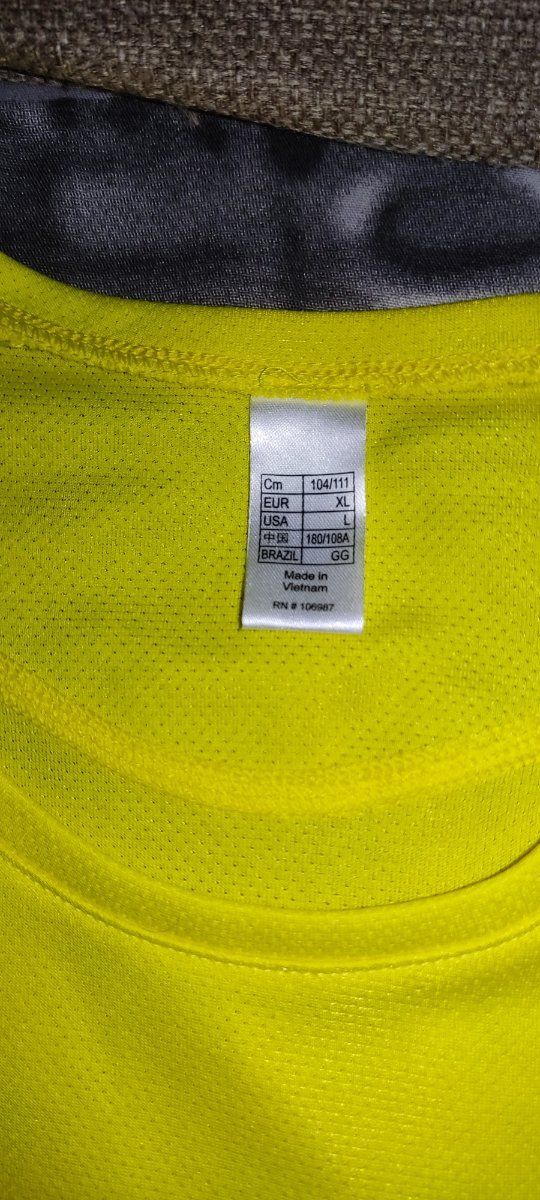 Cm 104/111
EUR XL
USA L
中国 180/108A
BRAZIL GG
Made in
Vietnam
RN # 106987